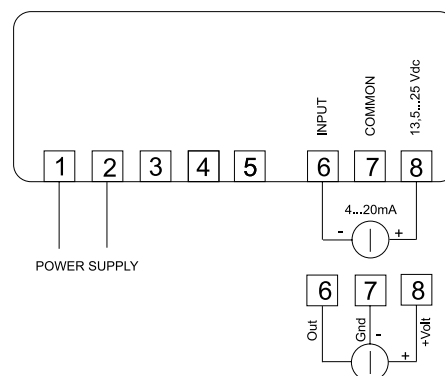 INPUT
COMMON
13,5...25 Vdc
1 2 3 4 5 6 7 8
4...20mA
- +
POWER SUPPLY
6 7 8
Out
Gnd
-
+
+Volt